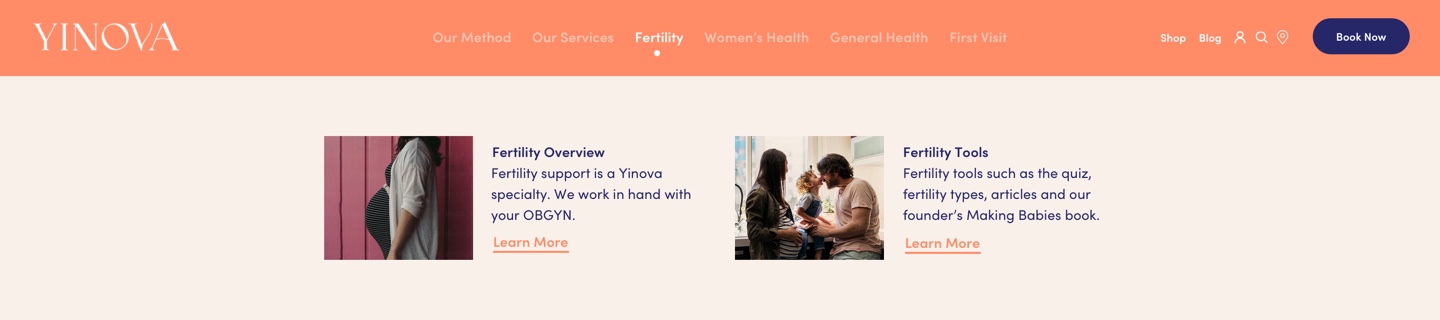 YINOVA
Our Method
Our Services
Fertility
Women's Health
General Health
First Visit
Shop
Blog
Book Now
Fertility Overview
Fertility support is a Yinova
specialty. We work in hand with
your OBGYN.
Learn More
Fertility Tools
Fertility tools such as the quiz,
fertility types, articles and our
founder's Making Babies book.
Learn More